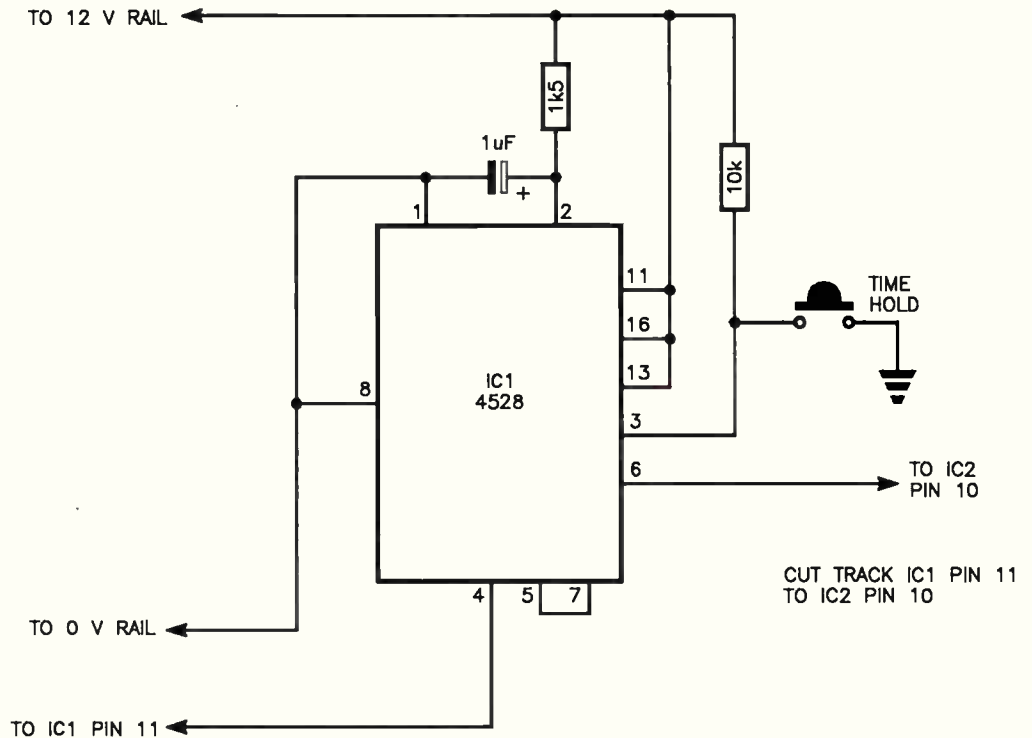 TO 12 V RAIL
1k5
1uF
+
10k
1
2
11
TIME
HOLD
16
8
13
IC1
4528
3
6
TO IC2
PIN 10
CUT TRACK IC1 PIN 11
TO IC2 PIN 10
4
5
7
TO 0 V RAIL
TO IC1 PIN 11